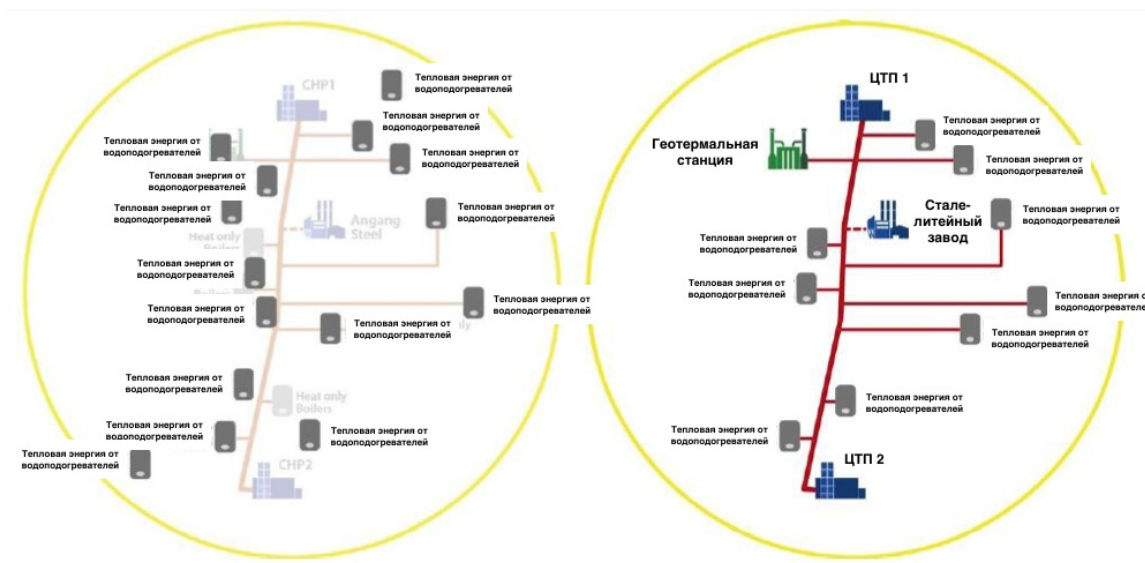 CHP1
Тепловая энергия от
водоподогревателей
Тепловая энергия от
водоподогревателей
Тепловая энергия от
водоподогревателей
Тепловая энергия от
водоподогревателей
Тепловая энергия от
водоподогревателей
Тепловая энергия от
водоподогревателей
Тепловая энергия от
водоподогревателей
Angang
Steel
Heat only
Boilers
Тепловая энергия от
водоподогревателей
Boilers
Тепловая энергия от
водоподогревателей
Тепловая энергия от
водоподогревателей
Тепловая энергия от
водоподогревателей
Тепловая энергия от
водоподогревателей
Heat only
Boilers
Тепловая энергия от
водоподогревателей
Тепловая энергия от
водоподогревателей
Тепловая энергия от
водоподогревателей
CHP2
ЦТП 1
Тепловая энергия от
водоподогревателей
Геотермальная
станция
Тепловая энергия от
водоподогревателей
Стале-
литейный
завод
Тепловая энергия от
водоподогревателей
Тепловая энергия от
водоподогревателей
Тепловая энергия от
водоподогревателей
Тепловая энергия о
водоподогревателе
Тепловая энергия от
водоподогревателей
Тепловая энергия от
водоподогревателей
Тепловая энергия от
водоподогревателей
ЦТП 2